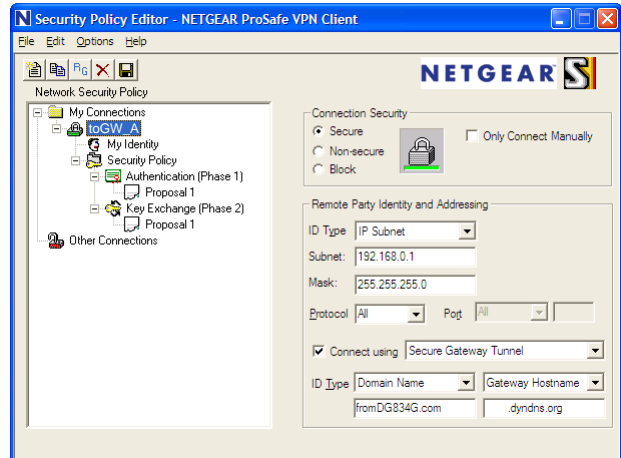 N Security Policy Editor - NETGEAR ProSafe VPN Client
File Edit Options Help
RG
NETGEAR
Network Security Policy
My Connections
toGW_A
My Identity
Security Policy
Authentication (Phase 1)
Proposal 1
Key Exchange (Phase 2)
Proposal 1
Other Connections
Connection Security
Secure
Only Connect Manually
Non-secure
Block
Remote Party Identity and Addressing
ID Type IP Subnet
Subnet: 192.168.0.1
Mask: 255.255.255.0
Protocol All Port All
Connect using Secure Gateway Tunnel
ID Type Domain Name Gateway Hostname
fromDG834G.com .dyndns.org